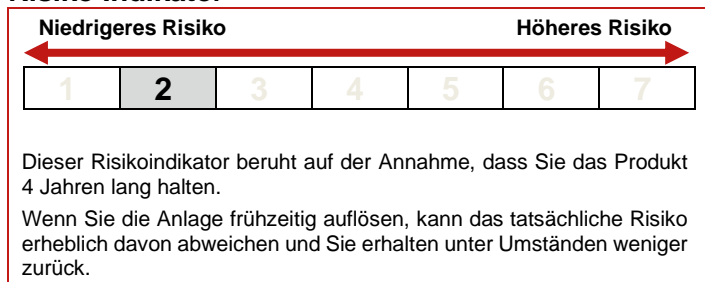 Niedrigeres Risiko Höheres Risiko
1 2 3 4 5 6 7
Dieser Risikoindikator beruht auf der Annahme, dass Sie das Produkt
4 Jahren lang halten.
Wenn Sie die Anlage frühzeitig auflösen, kann das tatsächliche Risiko
erheblich davon abweichen und Sie erhalten unter Umständen weniger
zurück.